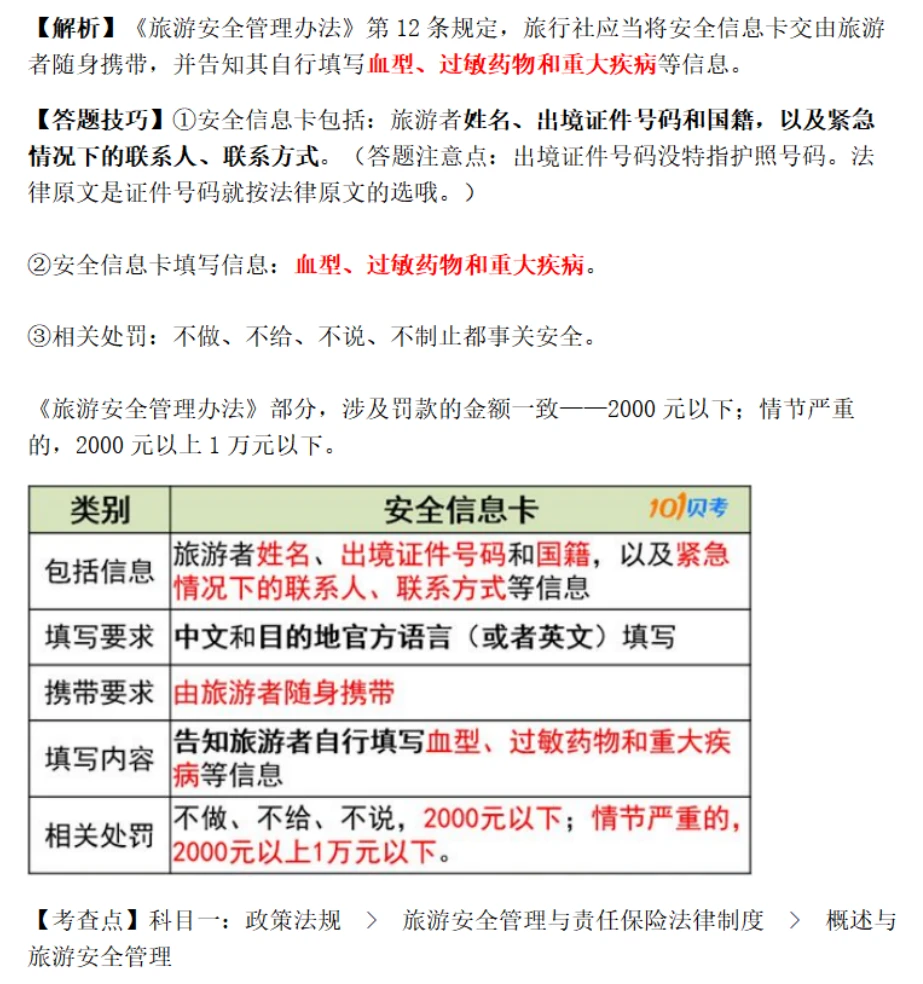 【解析】《旅游安全管理办法》第 12 条规定，旅行社应当将安全信息卡交由旅游
者随身携带，并告知其自行填写血型、过敏药物和重大疾病等信息。
【答题技巧】①安全信息卡包括：旅游者姓名、出境证件号码和国籍，以及紧急
情况下的联系人、联系方式。（答题注意点：出境证件号码没特指护照号码。法
律原文是证件号码就按法律原文的选哦。）
②安全信息卡填写信息：血型、过敏药物和重大疾病。
③相关处罚：不做、不给、不说、不制止都事关安全。
《旅游安全管理办法》部分，涉及罚款的金额一致——2000 元以下；情节严重
的，2000 元以上 1 万元以下。
类别 安全信息卡 101贝考
包括信息 旅游者姓名、出境证件号码和国籍，以及紧急
情况下的联系人、联系方式等信息
填写要求 中文和目的地官方语言（或者英文）填写
携带要求 由旅游者随身携带
填写内容 告知旅游者自行填写血型、过敏药物和重大疾
病等信息
相关处罚 不做、不给、不说，2000元以下；情节严重的，
2000元以上1万元以下。
【考查点】科目一：政策法规 > 旅游安全管理与责任保险法律制度 > 概述与
旅游安全管理